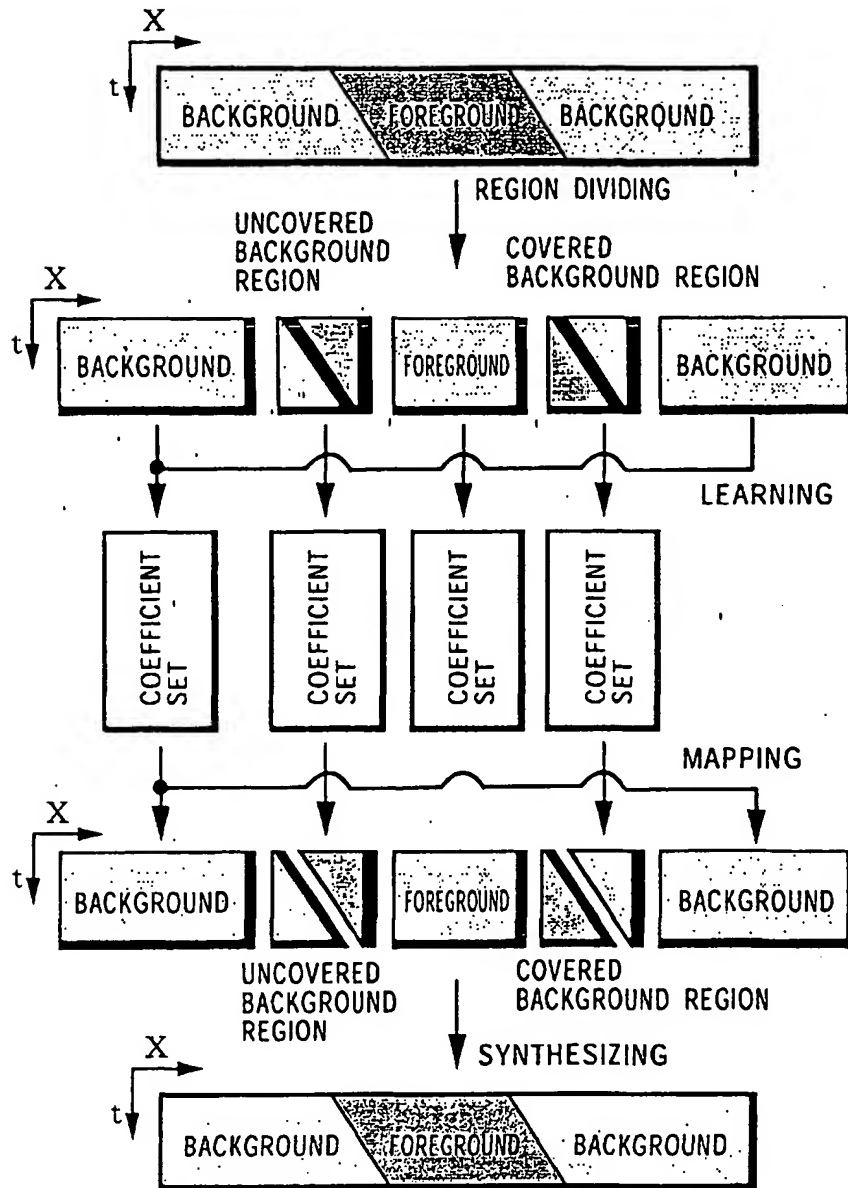 X
t
BACKGROUND
FOREGROUND
BACKGROUND
REGION DIVIDING
UNCOVERED
BACKGROUND
REGION
COVERED
BACKGROUND REGION
X
t
BACKGROUND
FOREGROUND
BACKGROUND
LEARNING
COEFFICIENT
SET
COEFFICIENT
SET
COEFFICIENT
SET
COEFFICIENT
SET
MAPPING
X
t
BACKGROUND
FOREGROUND
BACKGROUND
UNCOVERED
BACKGROUND
REGION
COVERED
BACKGROUND REGION
SYNTHESIZING
X
t
BACKGROUND
FOREGROUND
BACKGROUND